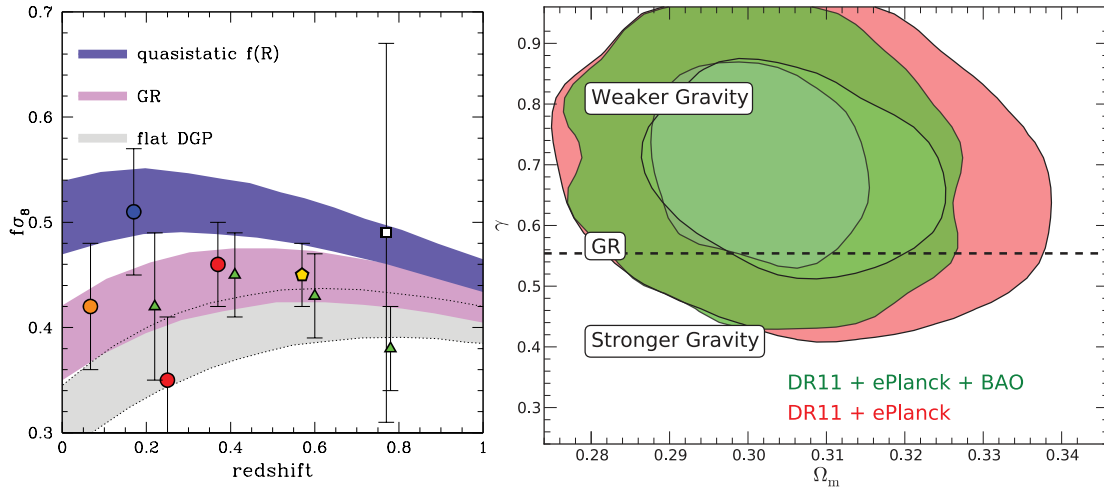 quasistatic f(R)
GR
flat DGP
0.7
0.6
0.5
0.4
0.3
fσ8
0
0.2
0.4
0.6
0.8
1
redshift
Weaker Gravity
GR
Stronger Gravity
DR11 + ePlanck + BAO
DR11 + ePlanck
0.9
0.8
0.7
0.6
0.5
0.4
0.3
γ
0.28
0.29
0.30
0.31
0.32
0.33
0.34
Ωm